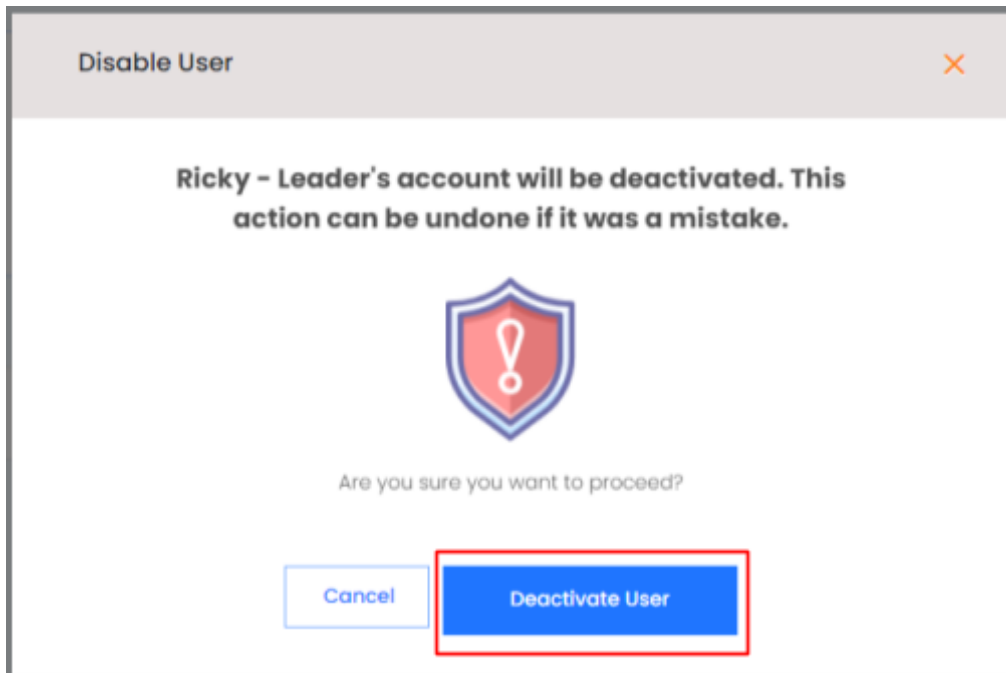 Disable User
Ricky - Leader's account will be deactivated. This
action can be undone if it was a mistake.
Are you sure you want to proceed?
Cancel
Deactivate User